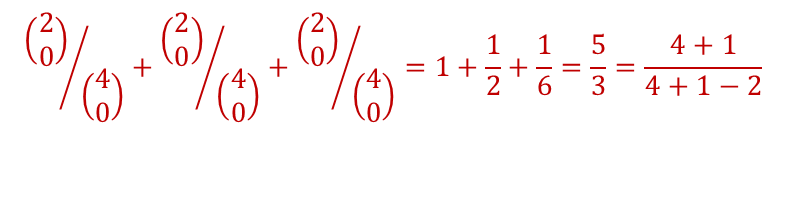 (2 0)/(4 0) + (2 0)/(4 0) + (2 0)/(4 0) = 1 + 1/2 + 1/6 = 5/3 = (4 + 1)/(4 + 1 − 2)